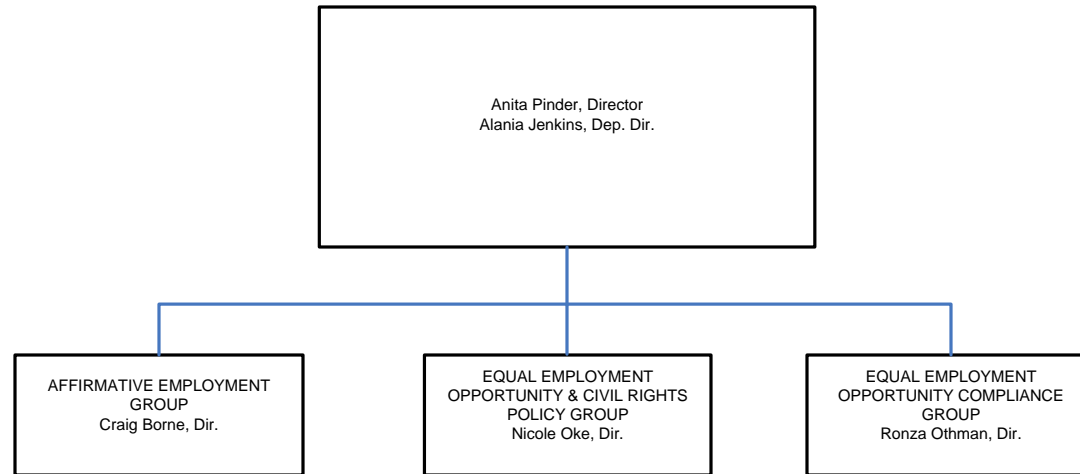 Anita Pinder, Director
Alania Jenkins, Dep. Dir.
AFFIRMATIVE EMPLOYMENT
GROUP
Craig Borne, Dir.
EQUAL EMPLOYMENT
OPPORTUNITY & CIVIL RIGHTS
POLICY GROUP
Nicole Oke, Dir.
EQUAL EMPLOYMENT
OPPORTUNITY COMPLIANCE
GROUP
Ronza Othman, Dir.